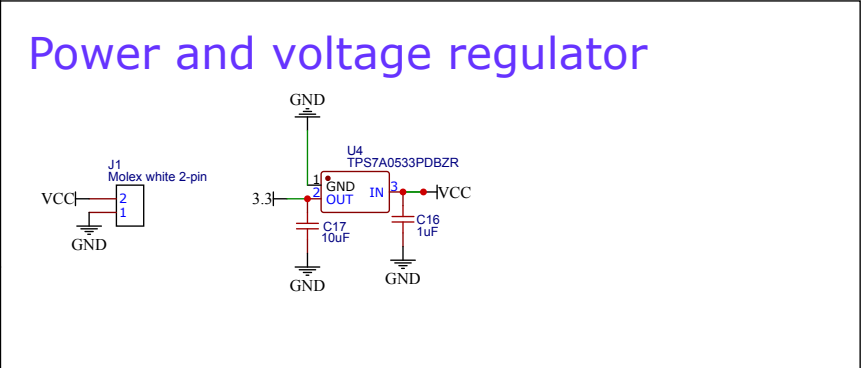 Power and voltage regulator
GND
U4
TPS7A0533PDBZR
J1
Molex white 2-pin
1
GND
VCC
2
3.3
2
OUT
IN
3
VCC
1
C17
10uF
C16
1uF
GND
GND
GND